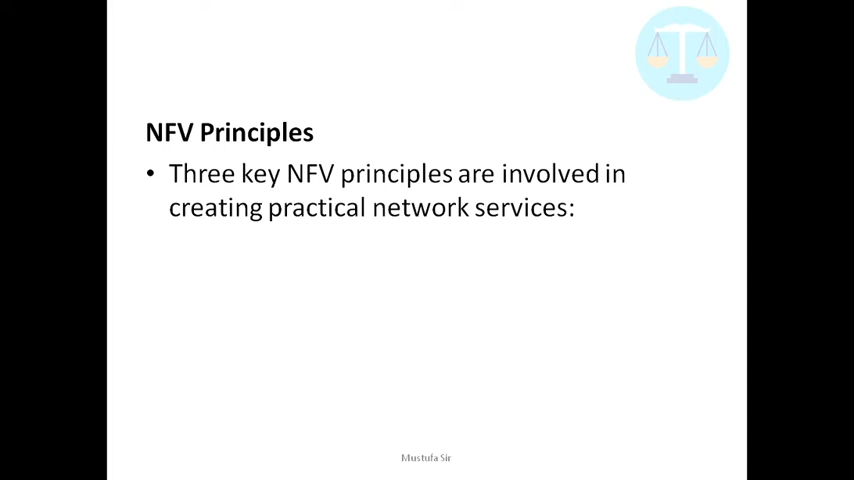 NFV Principles
• Three key NFV principles are involved in
creating practical network services:
Mustufa Sir